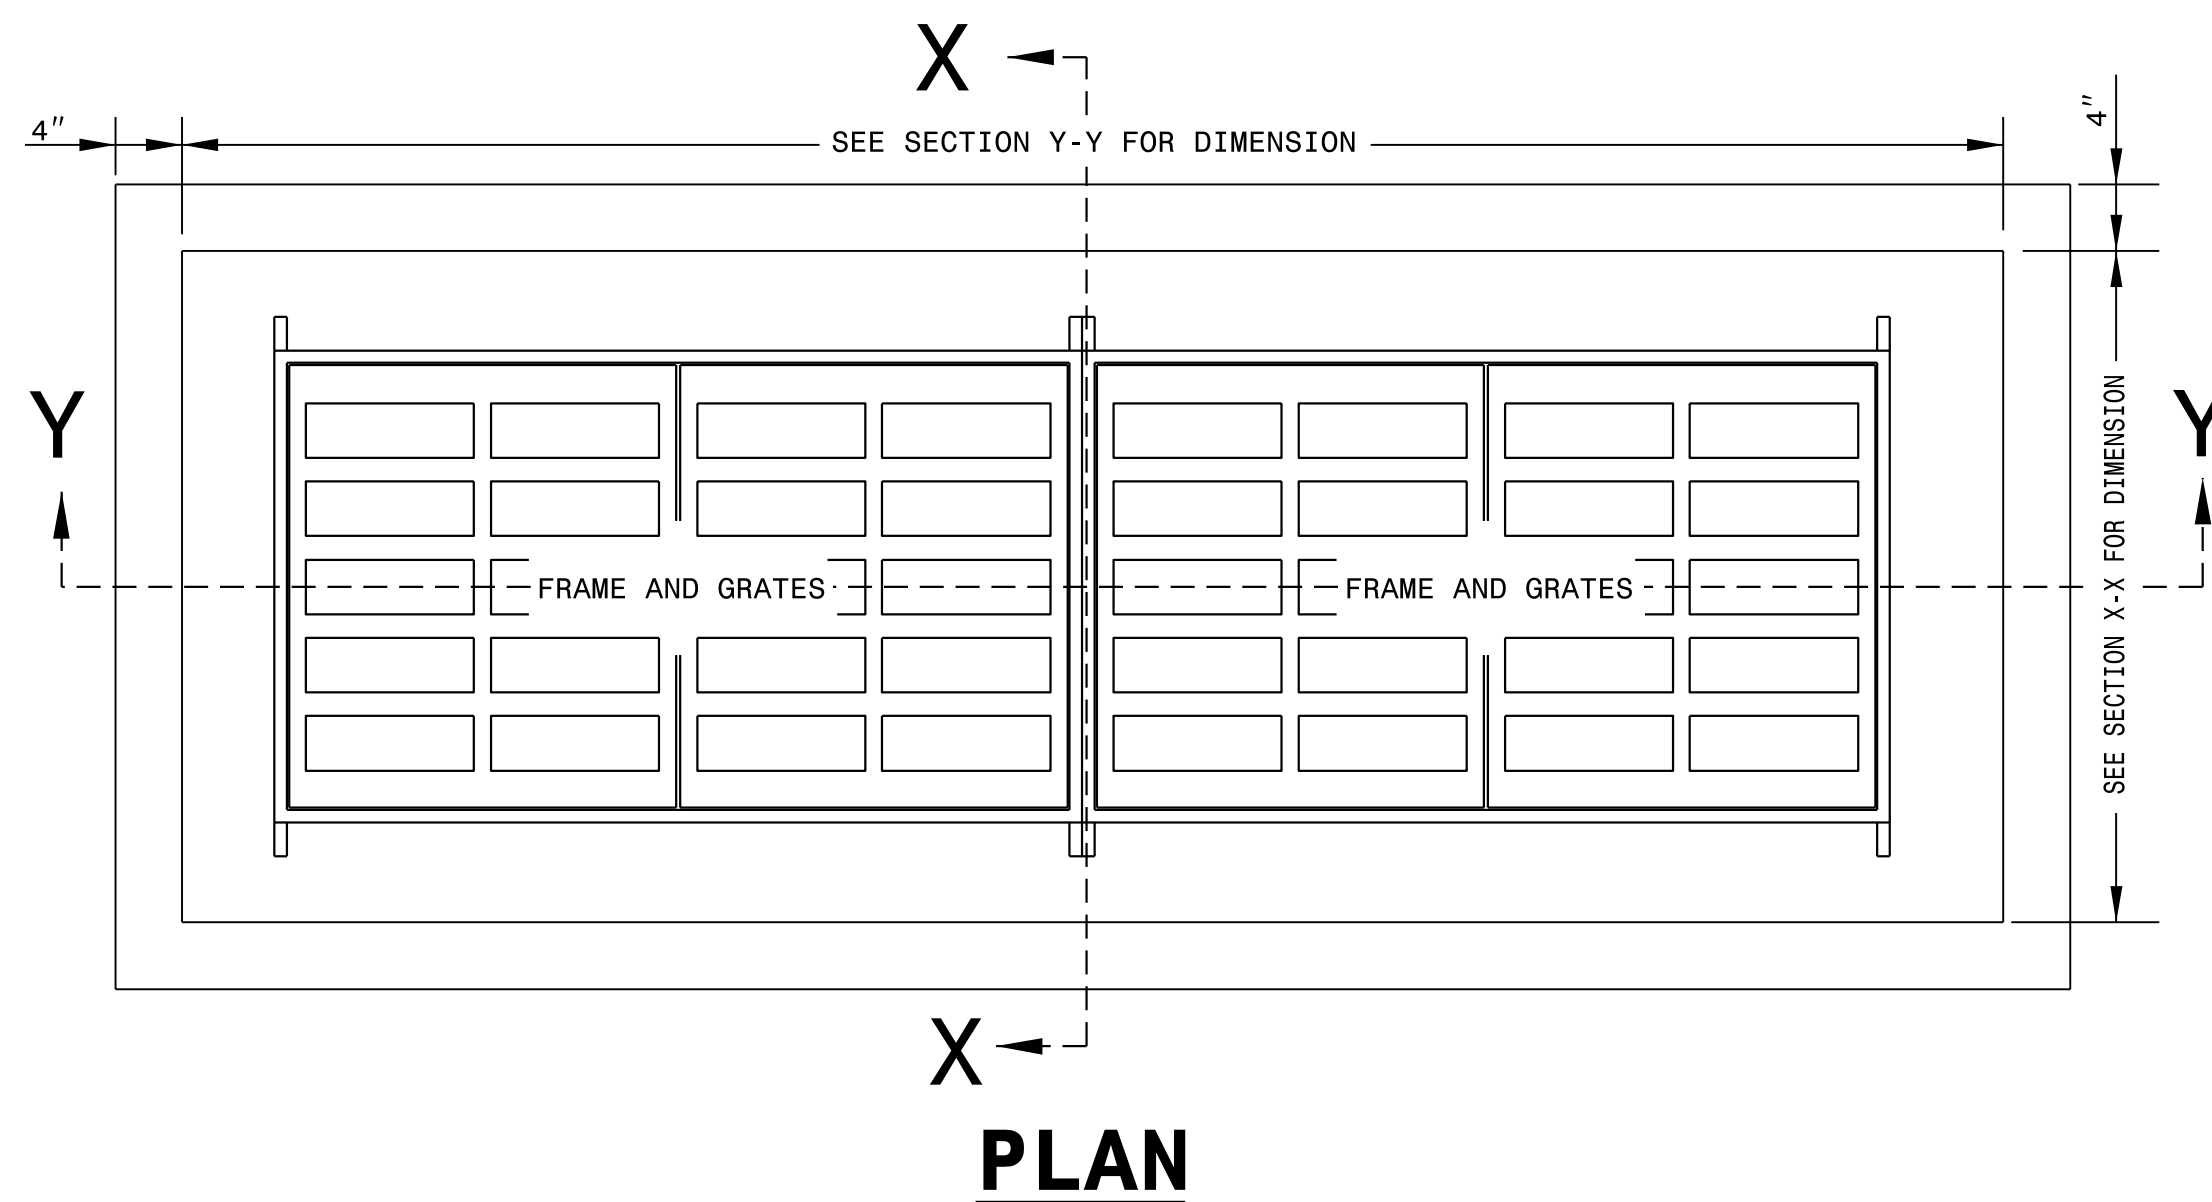 X
4"
SEE SECTION Y-Y FOR DIMENSION
4"
Y
Y
SEE SECTION X-X FOR DIMENSION
FRAME AND GRATES
FRAME AND GRATES
X
PLAN